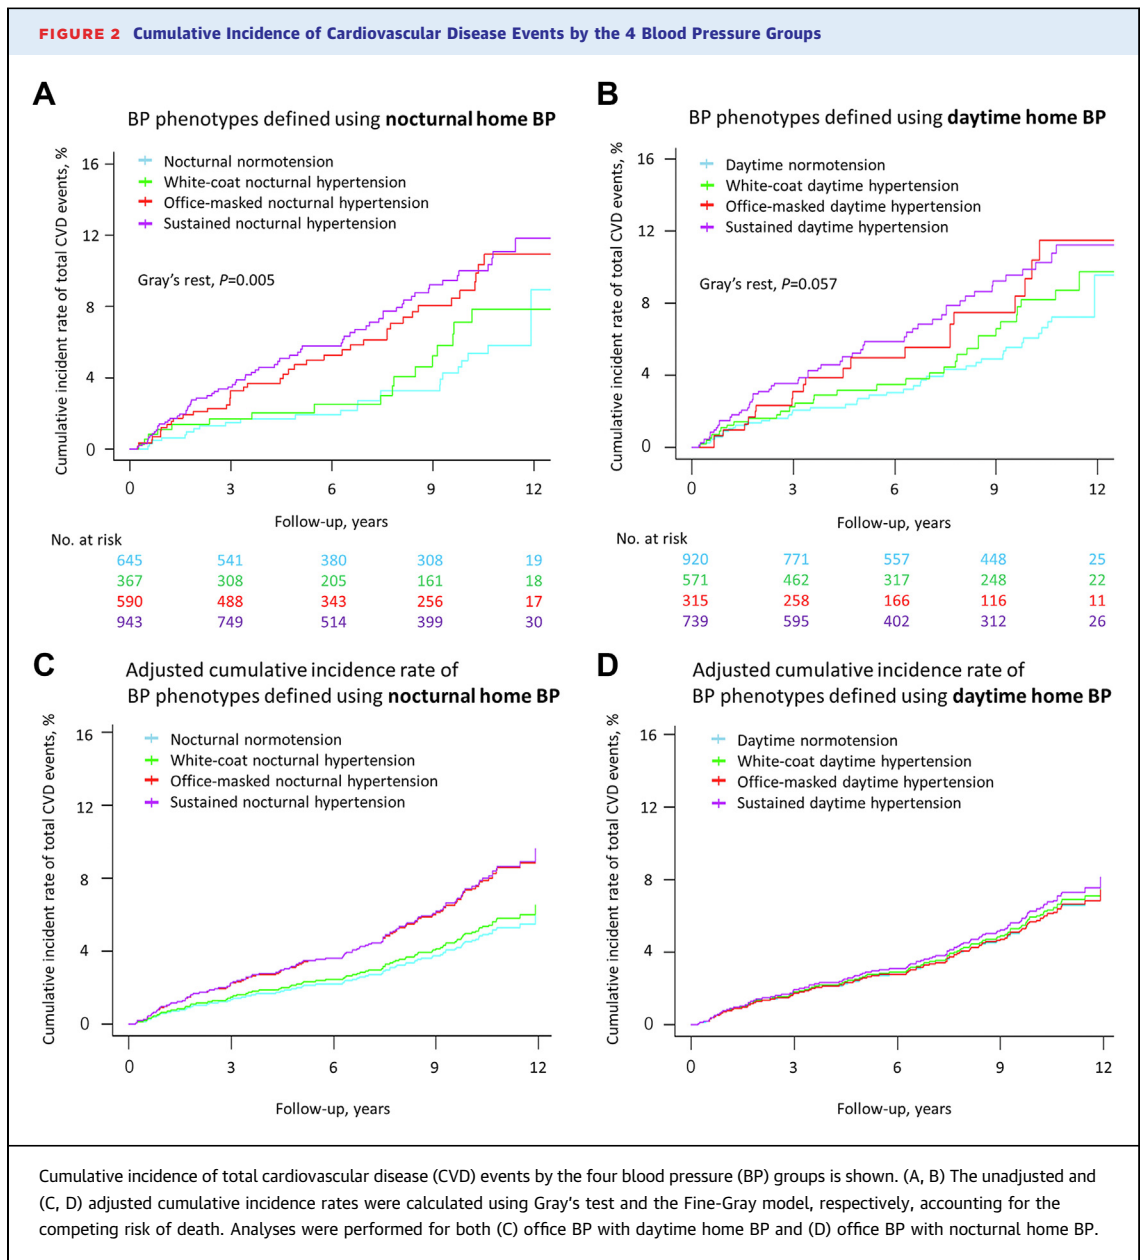 FIGURE 2 Cumulative Incidence of Cardiovascular Disease Events by the 4 Blood Pressure Groups
A
BP phenotypes defined using nocturnal home BP
Cumulative incident rate of total CVD events, %
16
12
8
4
0
Nocturnal normotension
White-coat nocturnal hypertension
Office-masked nocturnal hypertension
Sustained nocturnal hypertension
Gray's rest, P=0.005
0 3 6 9 12
Follow-up, years
No. at risk
645 541 380 308 19
367 308 205 161 18
590 488 343 256 17
943 749 514 399 30
B
BP phenotypes defined using daytime home BP
Cumulative incident rate of total CVD events, %
16
12
8
4
0
Daytime normotension
White-coat daytime hypertension
Office-masked daytime hypertension
Sustained daytime hypertension
Gray's rest, P=0.057
0 3 6 9 12
Follow-up, years
No. at risk
920 771 557 448 25
571 462 317 248 22
315 258 166 116 11
739 595 402 312 26
C
Adjusted cumulative incidence rate of
BP phenotypes defined using nocturnal home BP
Cumulative incident rate of total CVD events, %
16
12
8
4
0
Nocturnal normotension
White-coat nocturnal hypertension
Office-masked nocturnal hypertension
Sustained nocturnal hypertension
0 3 6 9 12
Follow-up, years
D
Adjusted cumulative incidence rate of
BP phenotypes defined using daytime home BP
Cumulative incident rate of total CVD events, %
16
12
8
4
0
Daytime normotension
White-coat daytime hypertension
Office-masked daytime hypertension
Sustained daytime hypertension
0 3 6 9 12
Follow-up, years
Cumulative incidence of total cardiovascular disease (CVD) events by the four blood pressure (BP) groups is shown. (A, B) The unadjusted and
(C, D) adjusted cumulative incidence rates were calculated using Gray's test and the Fine-Gray model, respectively, accounting for the
competing risk of death. Analyses were performed for both (C) office BP with daytime home BP and (D) office BP with nocturnal home BP.